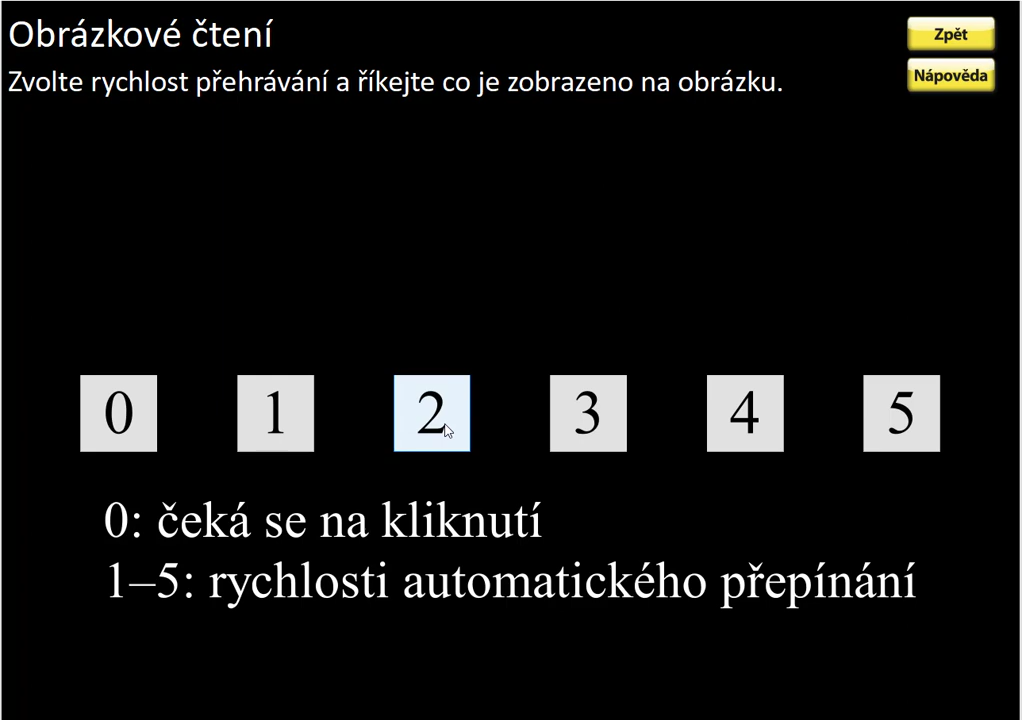 Obrázkové čtení
Zpět
Zvolte rychlost přehrávání a říkejte co je zobrazeno na obrázku.
Nápověda
0 1 2 3 4 5
0: čeká se na kliknutí
1–5: rychlosti automatického přepínání